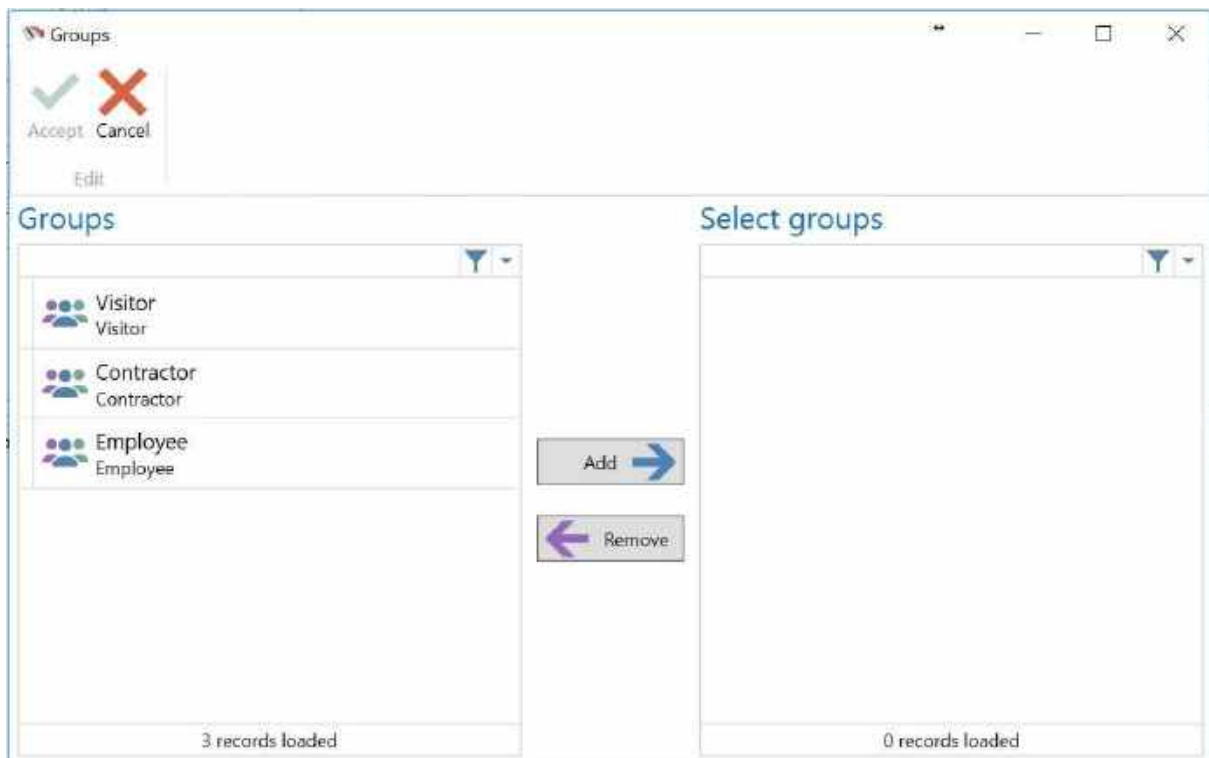 Groups
Accept Cancel
Edit
Groups
Select groups
Visitor
Visitor
Contractor
Contractor
Employee
Employee
Add
Remove
3 records loaded
0 records loaded